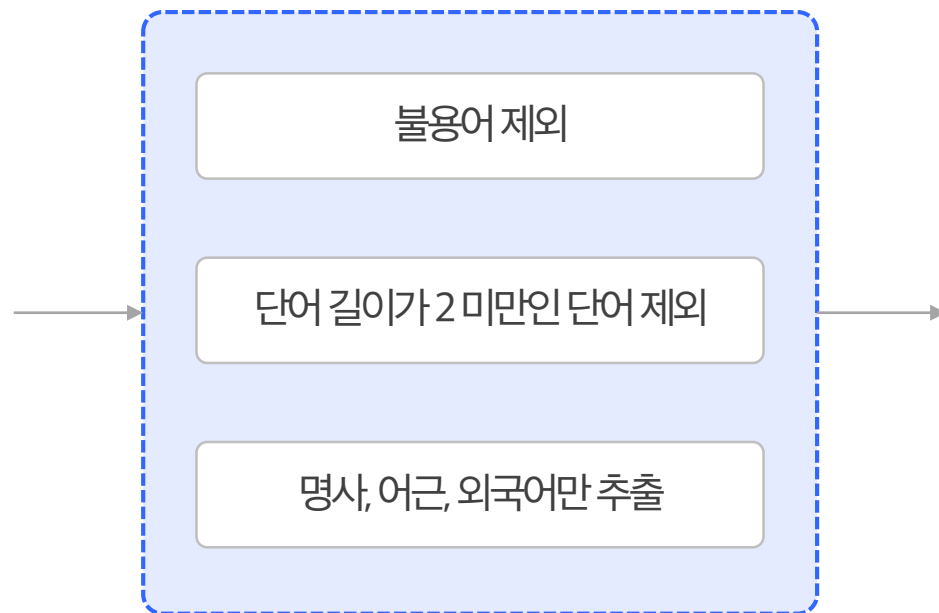 불용어 제외
단어 길이가 2 미만인 단어 제외
명사, 어근, 외국어만 추출